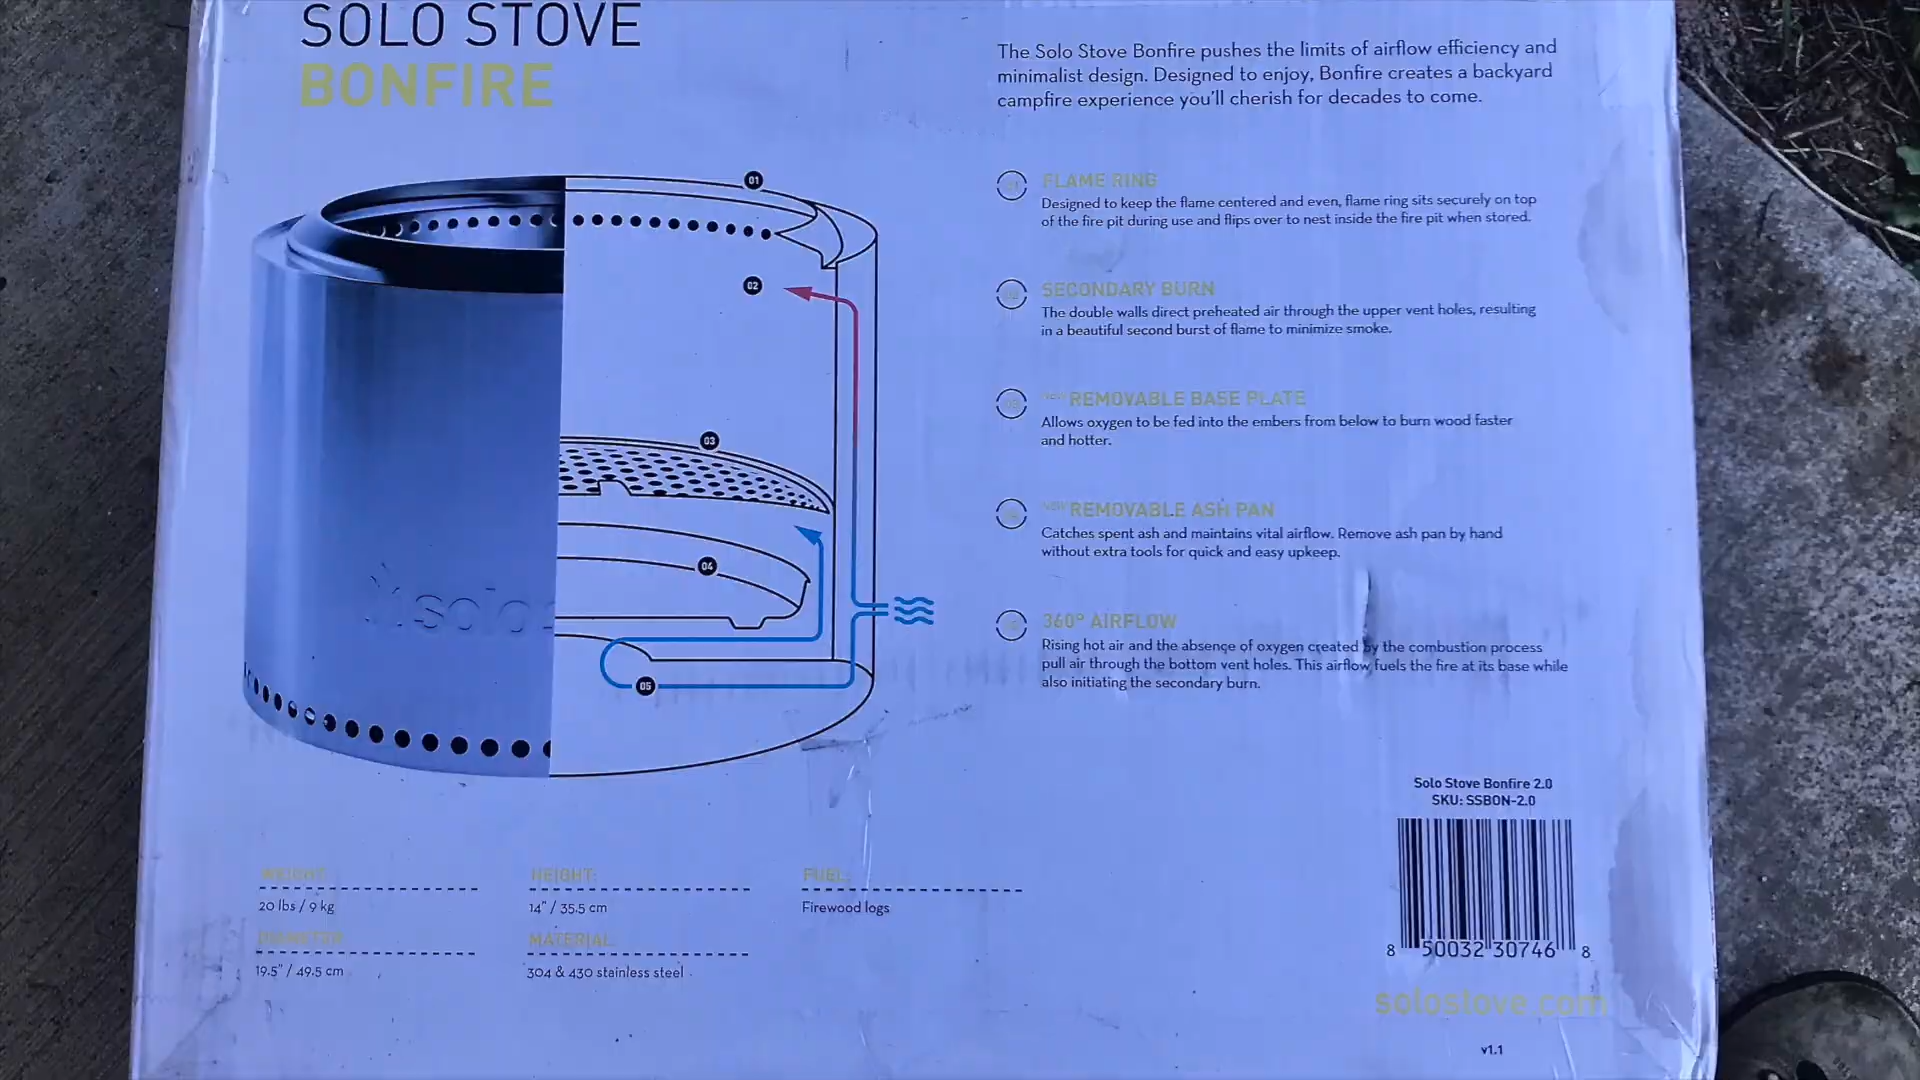 SOLO STOVE
BONFIRE
The Solo Stove Bonfire pushes the limits of airflow efficiency and
minimalist design. Designed to enjoy, Bonfire creates a backyard
campfire experience you'll cherish for decades to come.
01
02
03
04
05
solo
FLAME RING
Designed to keep the flame centered and even, flame ring sits securely on top
of the fire pit during use and flips over to nest inside the fire pit when stored.
SECONDARY BURN
The double walls direct preheated air through the upper vent holes, resulting
in a beautiful second burst of flame to minimize smoke.
NEW REMOVABLE BASE PLATE
Allows oxygen to be fed into the embers from below to burn wood faster
and hotter.
NEW REMOVABLE ASH PAN
Catches spent ash and maintains vital airflow. Remove ash pan by hand
without extra tools for quick and easy upkeep.
360° AIRFLOW
Rising hot air and the absence of oxygen created by the combustion process
pull air through the bottom vent holes. This airflow fuels the fire at its base while
also initiating the secondary burn.
WEIGHT:
20 lbs / 9 kg
HEIGHT:
14" / 35.5 cm
FUEL:
Firewood logs
DIAMETER:
19.5" / 49.5 cm
MATERIAL:
304 & 430 stainless steel
Solo Stove Bonfire 2.0
SKU: SSBON-2.0
8 50032 30746 8
solostove.com
v1.1